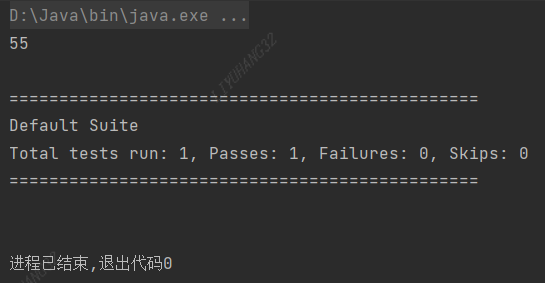 D:\Java\bin\java.exe ...
55
===============================================
Default Suite
Total tests run: 1, Passes: 1, Failures: 0, Skips: 0
===============================================
进程已结束,退出代码0